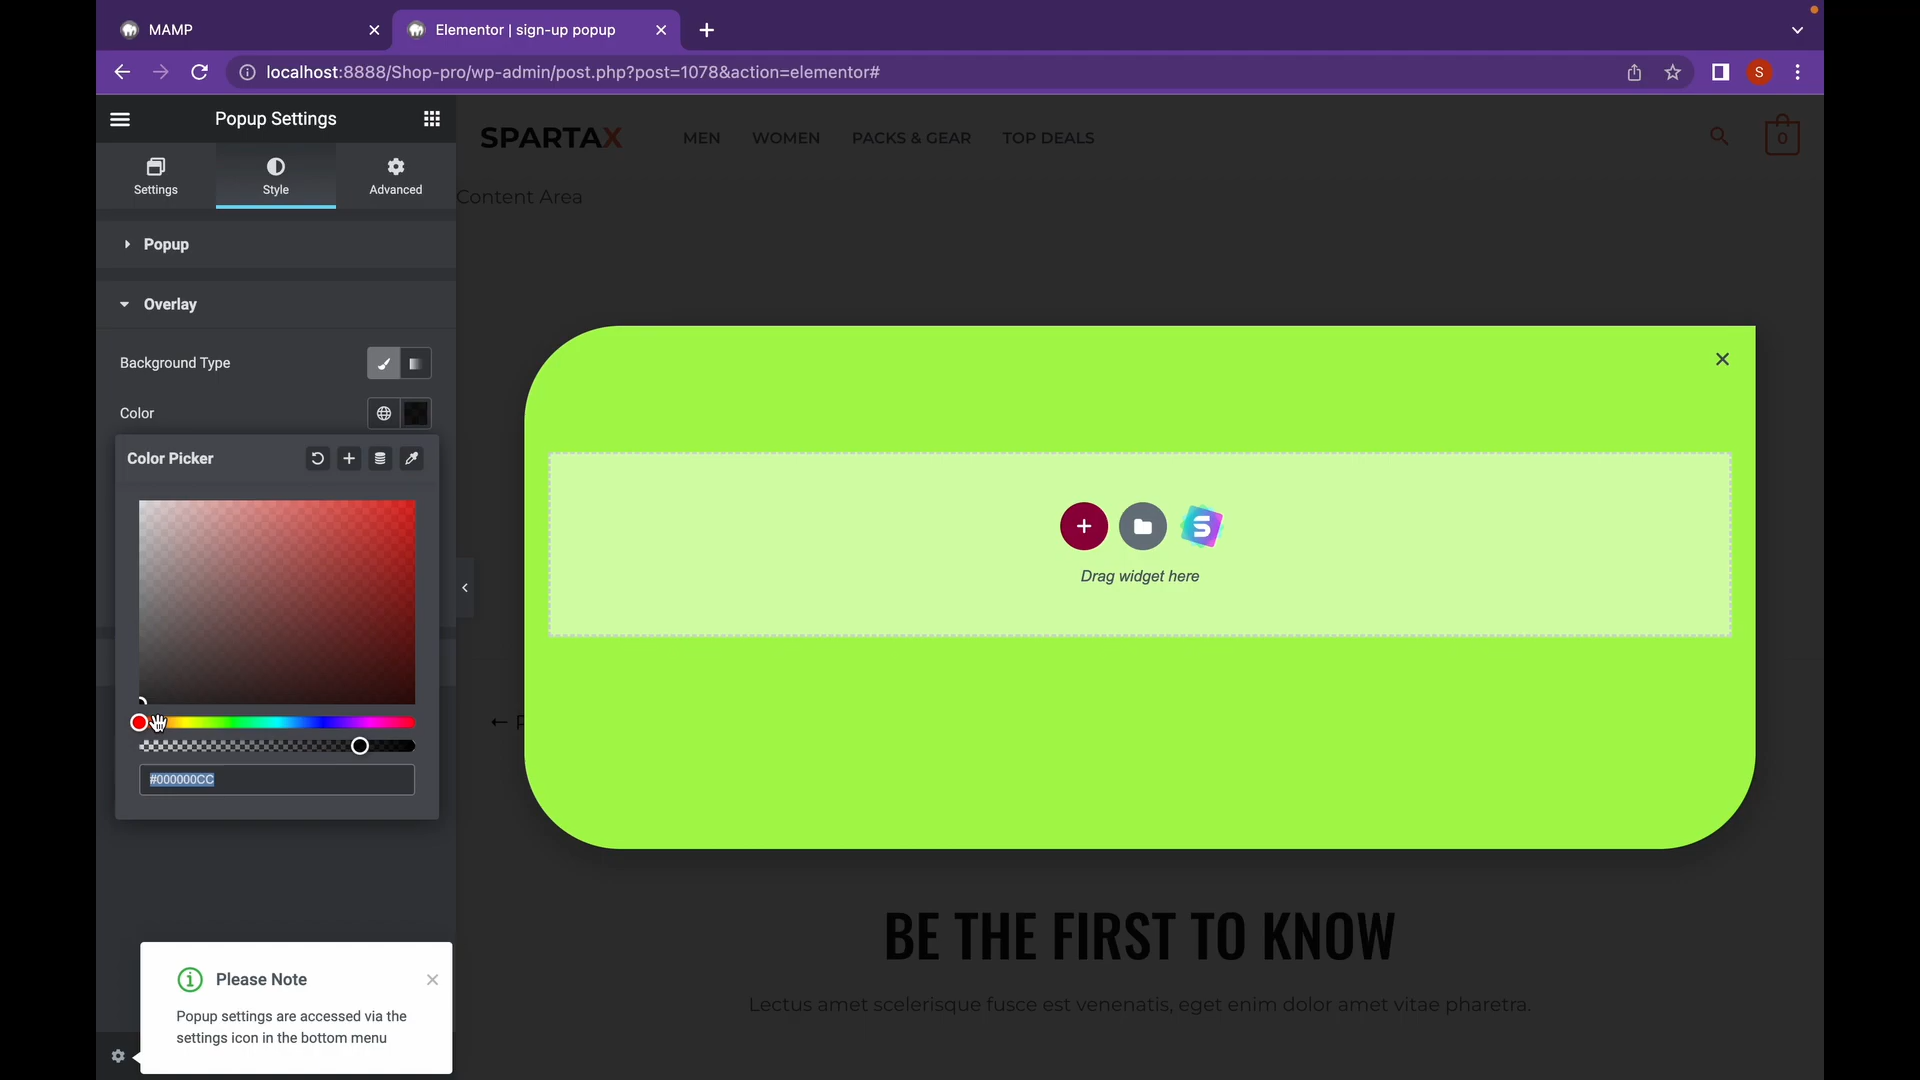 MAMP
Elementor | sign-up popup
localhost:8888/Shop-pro/wp-admin/post.php?post=1078&action=elementor#
S
Popup Settings
Settings
Style
Advanced
Popup
Overlay
Background Type
Color
Color Picker
#000000CC
Please Note
Popup settings are accessed via the
settings icon in the bottom menu
SPARTAX
MEN
WOMEN
PACKS & GEAR
TOP DEALS
0
Content Area
Drag widget here
BE THE FIRST TO KNOW
Lectus amet scelerisque fusce est venenatis, eget enim dolor amet vitae pharetra.